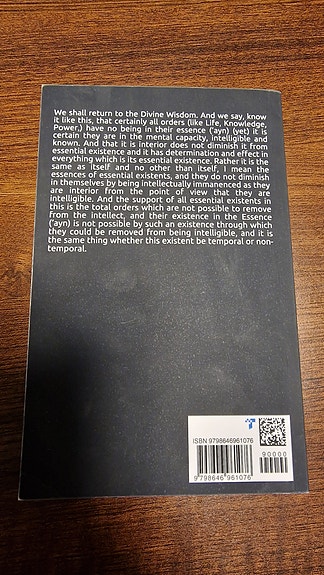 We shall return to the Divine Wisdom. And we say, know
it like this, that certainly all orders (like Life, Knowledge,
Power,) have no being in their essence ('ayn) (yet) it is
certain they are in the mental capacity, intelligible and
known. And that it is interior does not diminish it from
essential existence and it has determination and effect in
everything which is its essential existence. Rather it is the
same as itself and no other than itself, I mean the
essences of essential existents, and they do not diminish
in themselves by being intellectually immanenced as they
are interior from the point of view that they are
intelligible. And the support of all essential existents in
this is the total orders which are not possible to remove
from the intellect, and their existence in the Essence
('ayn) is not possible by such an existence through which
they could be removed from being intelligible, and it is
the same thing whether this existent be temporal or non-
temporal.
ISBN 9798646961076
90000
9 798646 961076